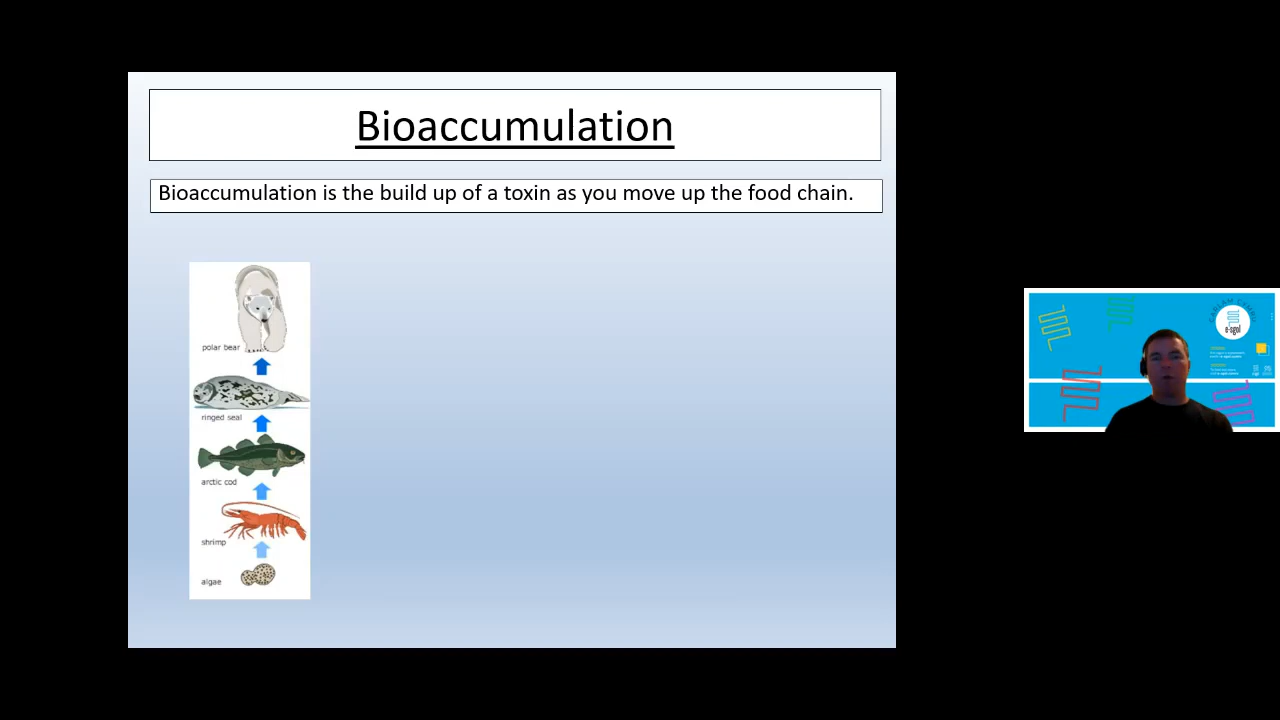 Bioaccumulation
Bioaccumulation is the build up of a toxin as you move up the food chain.
polar bear
ringed seal
arctic cod
shrimp
algae
e-sgol